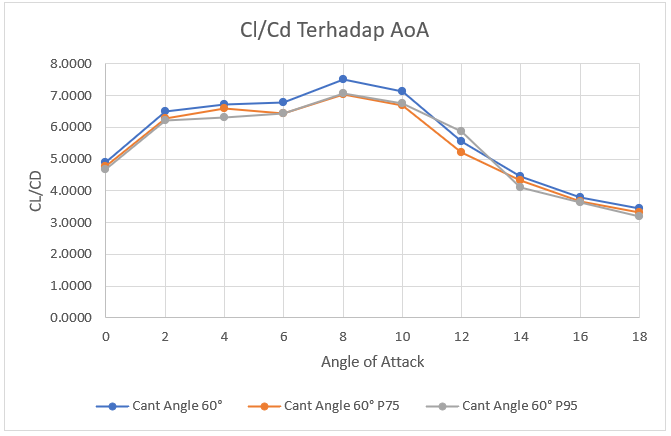 Cl/Cd Terhadap AoA
8.0000
7.0000
6.0000
5.0000
4.0000
3.0000
2.0000
1.0000
0.0000
CL/CD
0 2 4 6 8 10 12 14 16 18
Angle of Attack
Cant Angle 60° Cant Angle 60° P75 Cant Angle 60° P95